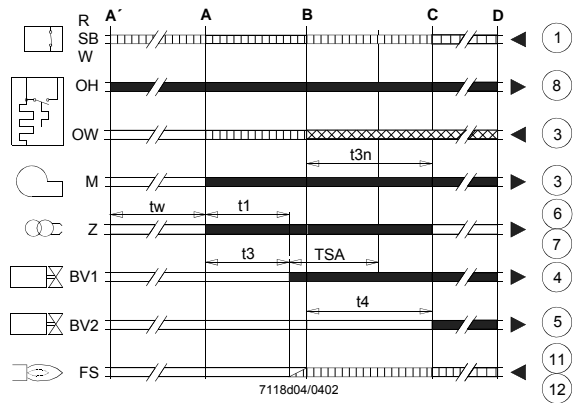 A´ A B C D
R
SB 1
W
OH 8
OW 3
t3n
M 3
tw t1 6
Z 7
t3 TSA
BV1 4
t4
BV2 5
FS 11
7118d04/0402 12